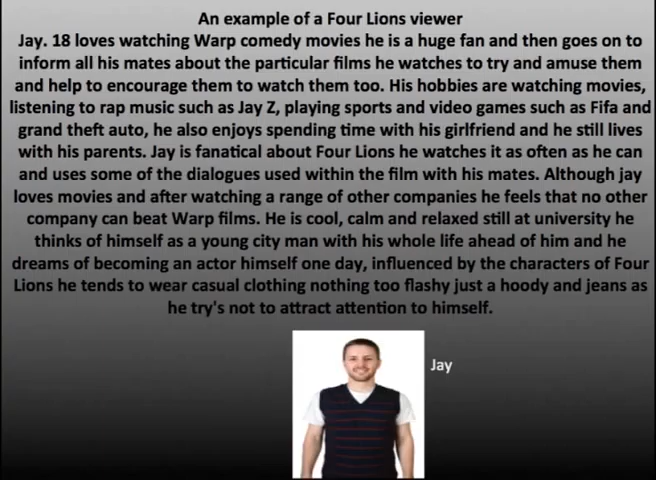 An example of a Four Lions viewer
Jay. 18 loves watching Warp comedy movies he is a huge fan and then goes on to
inform all his mates about the particular films he watches to try and amuse them
and help to encourage them to watch them too. His hobbies are watching movies,
listening to rap music such as Jay Z, playing sports and video games such as Fifa and
grand theft auto, he also enjoys spending time with his girlfriend and he still lives
with his parents. Jay is fanatical about Four Lions he watches it as often as he can
and uses some of the dialogues used within the film with his mates. Although jay
loves movies and after watching a range of other companies he feels that no other
company can beat Warp films. He is cool, calm and relaxed still at university he
thinks of himself as a young city man with his whole life ahead of him and he
dreams of becoming an actor himself one day, influenced by the characters of Four
Lions he tends to wear casual clothing nothing too flashy just a hoody and jeans as
he try's not to attract attention to himself.
Jay